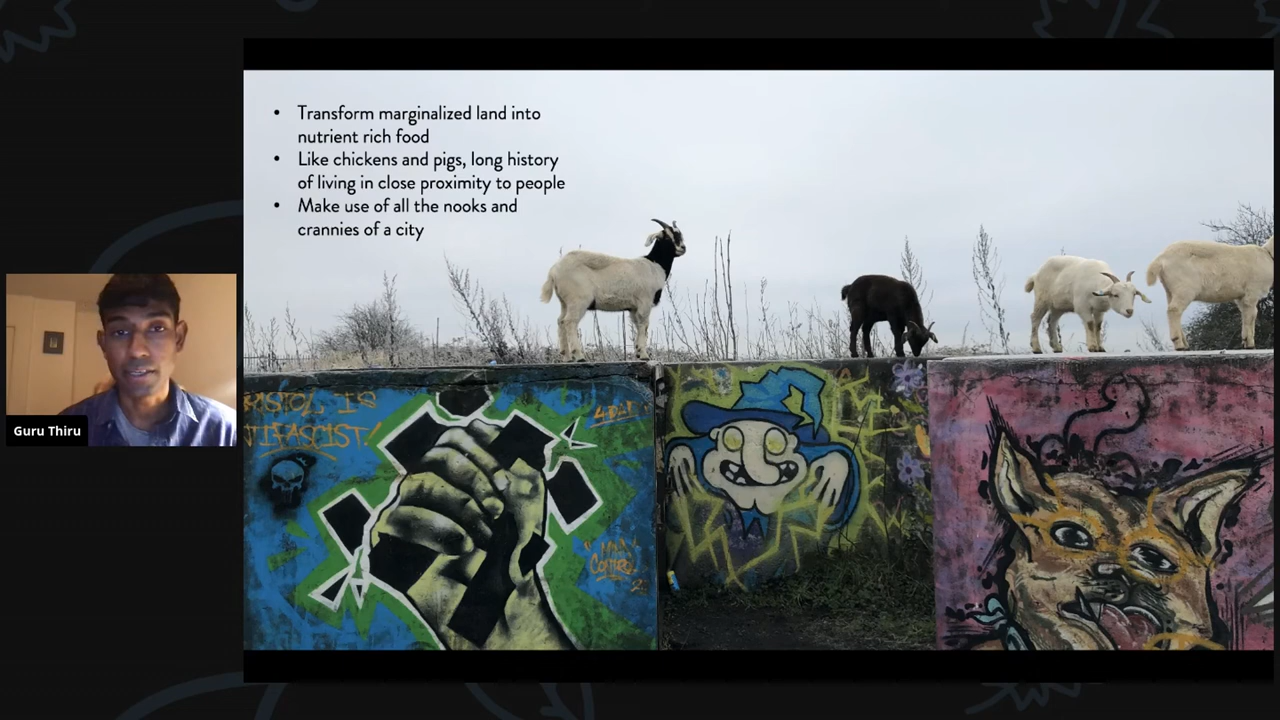 • Transform marginalized land into
nutrient rich food
• Like chickens and pigs, long history
of living in close proximity to people
• Make use of all the nooks and
crannies of a city
Guru Thiru
IS